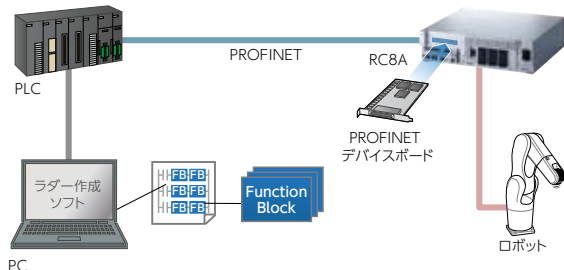 PROFINET
RC8A
PLC
PROFINET
デバイスボード
ラダー作成
ソフト
FB FB
FB FB
FB FB
Function
Block
ロボット
PC